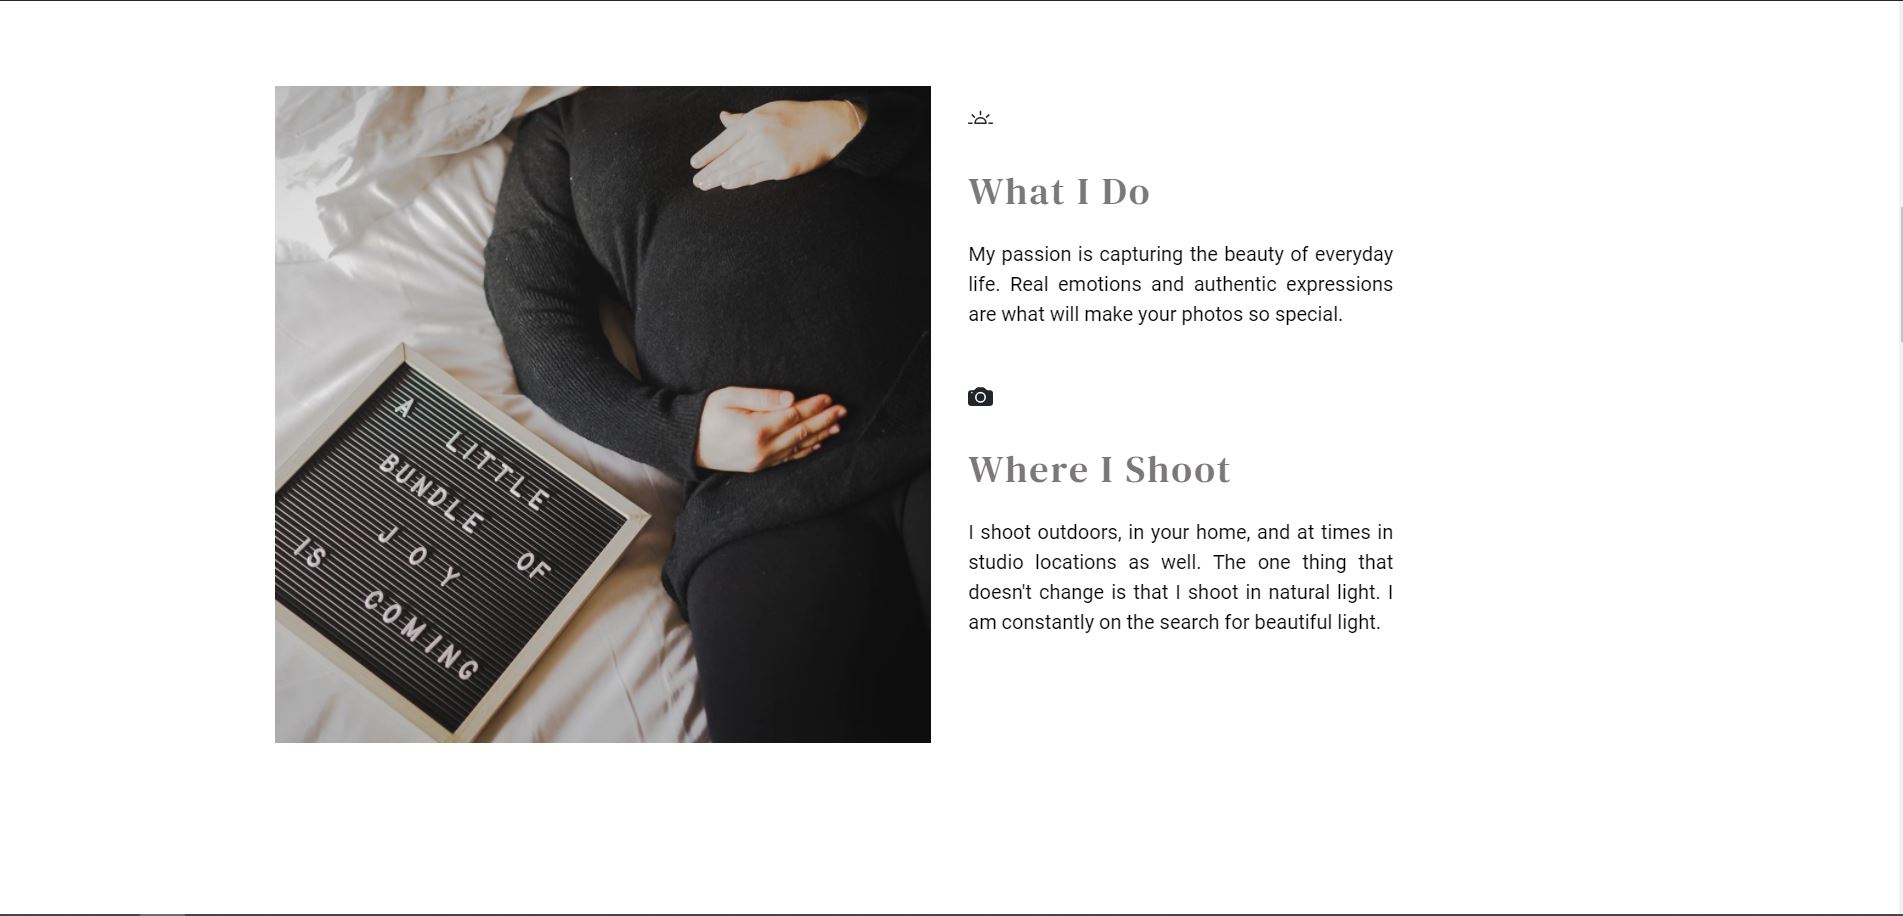 A
LITTLE
BUNDLE OF
JOY
IS COMING
What I Do
My passion is capturing the beauty of everyday
life. Real emotions and authentic expressions
are what will make your photos so special.
Where I Shoot
I shoot outdoors, in your home, and at times in
studio locations as well. The one thing that
doesn't change is that I shoot in natural light. I
am constantly on the search for beautiful light.